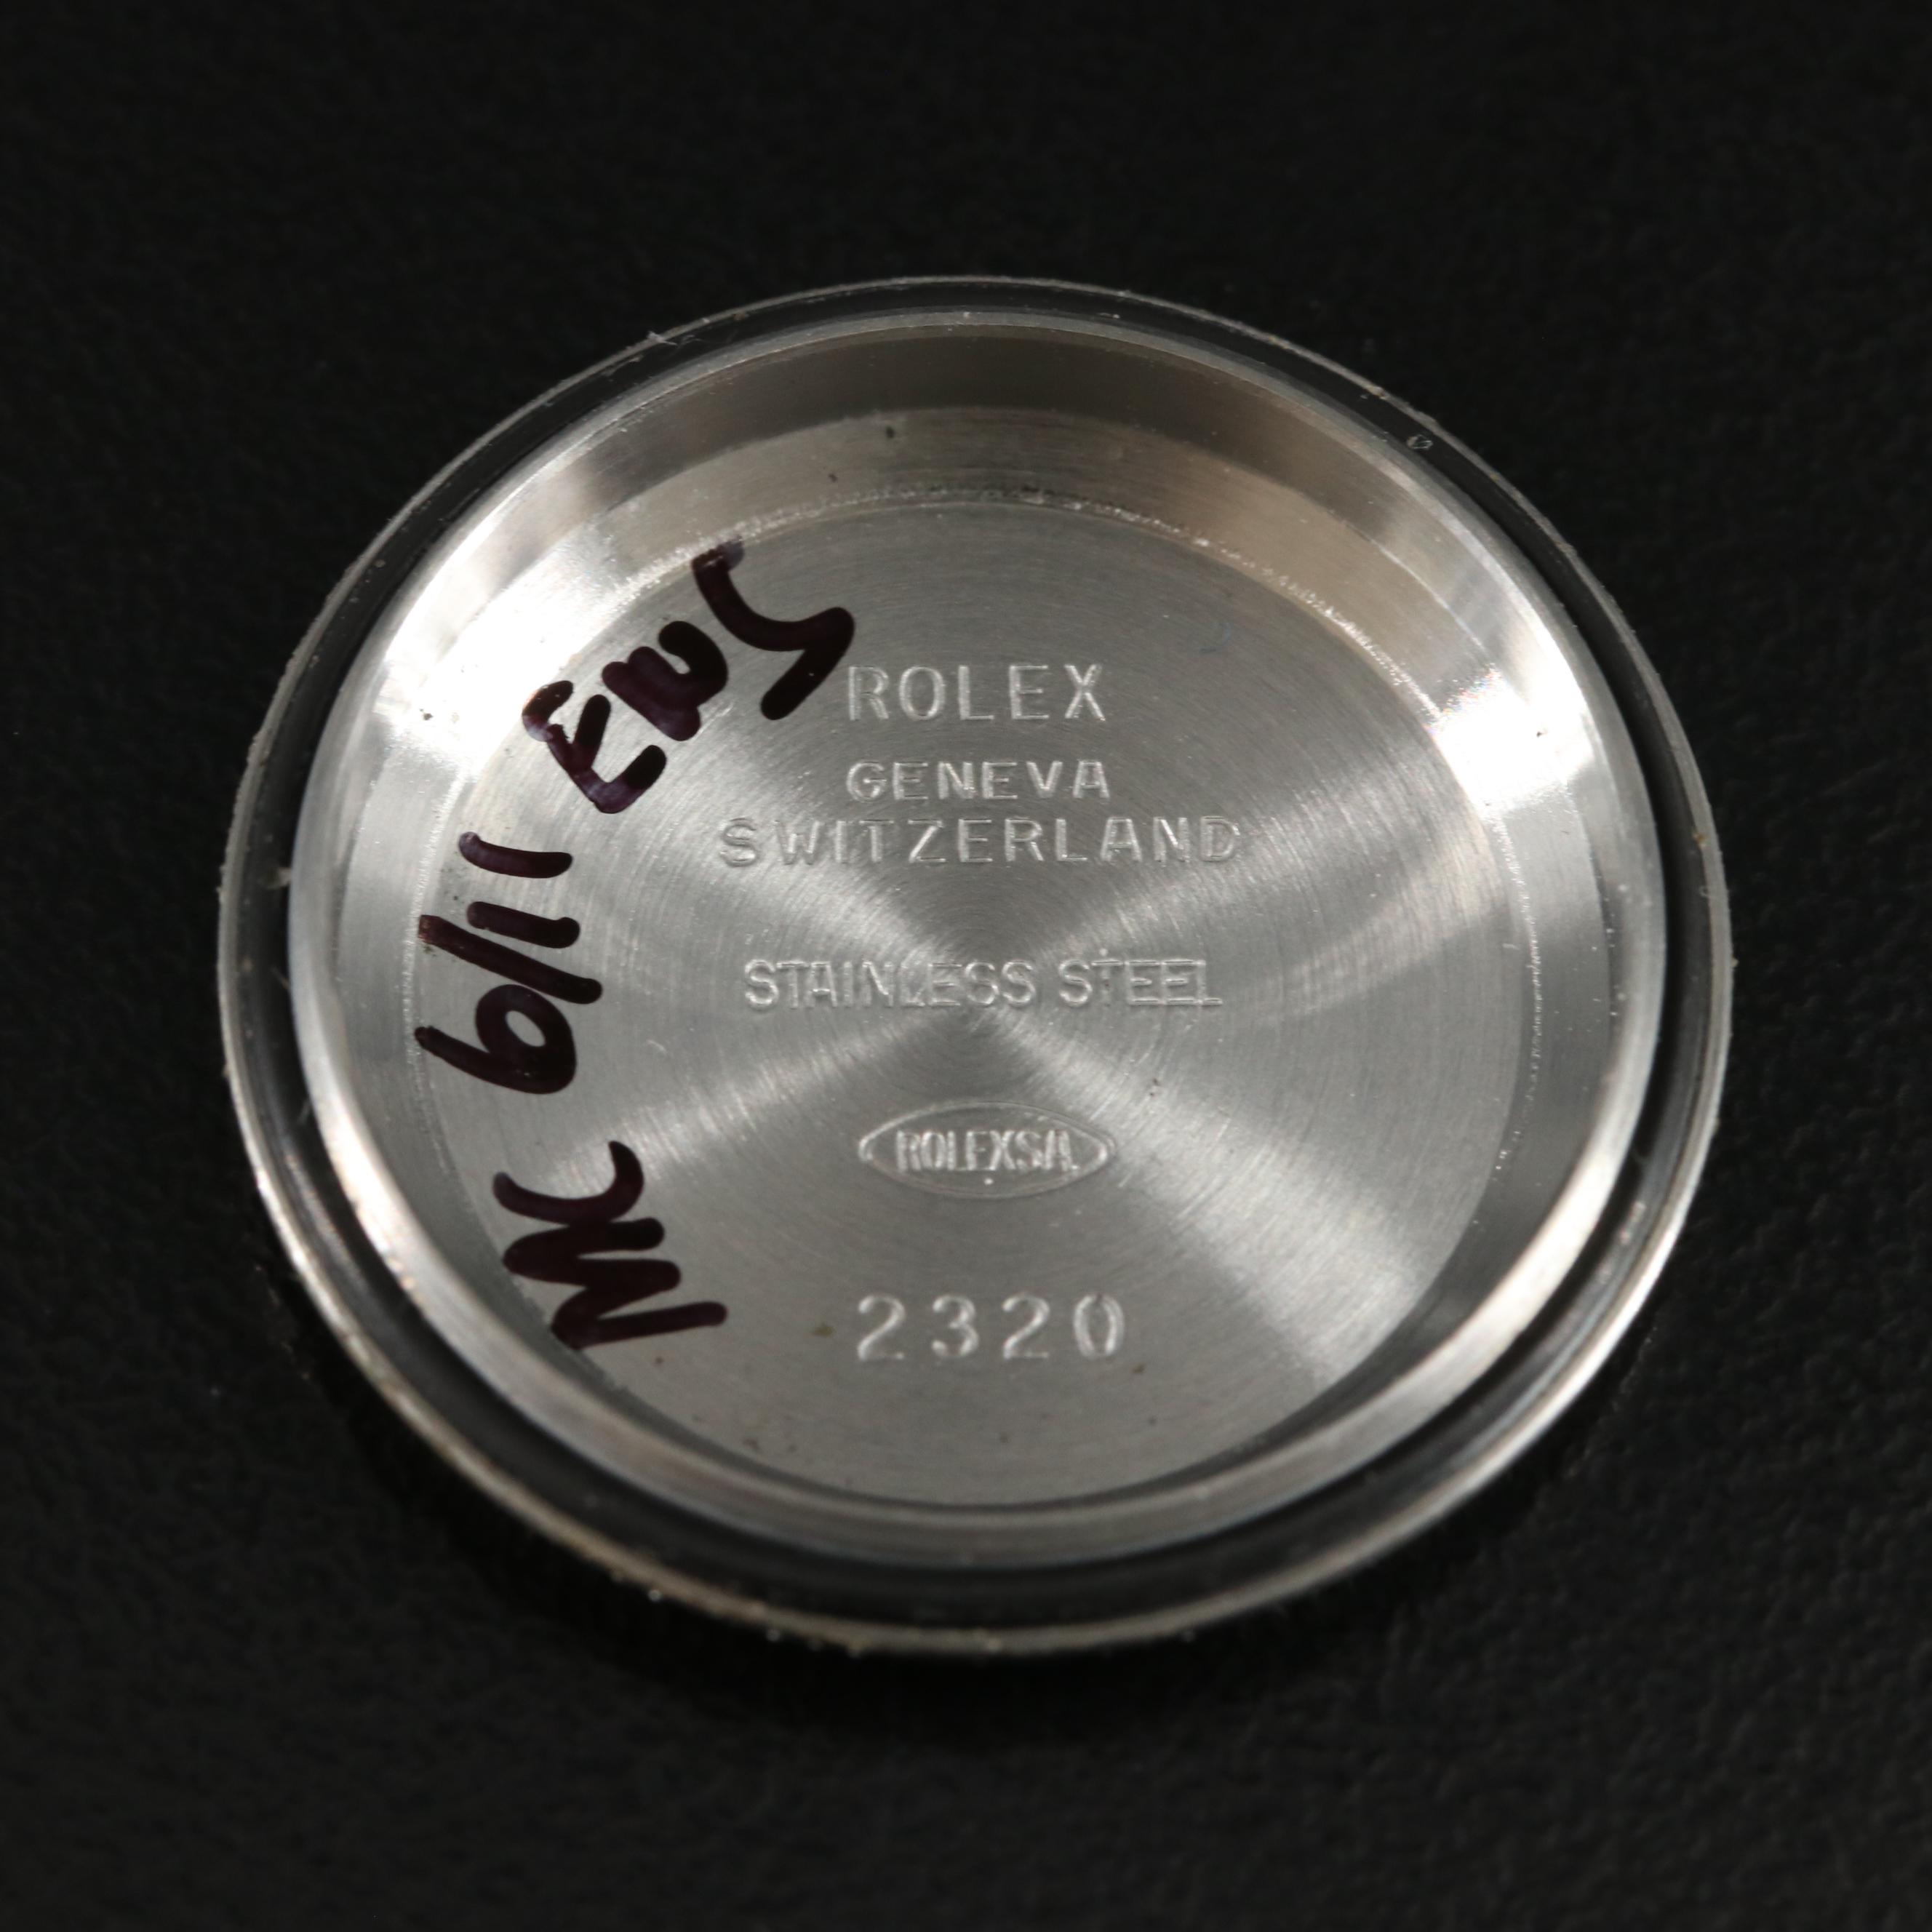 ROLEX
GENEVA
SWITZERLAND
STAINLESS STEEL
ROLEXSA.
2320
MC 6/11 EWS